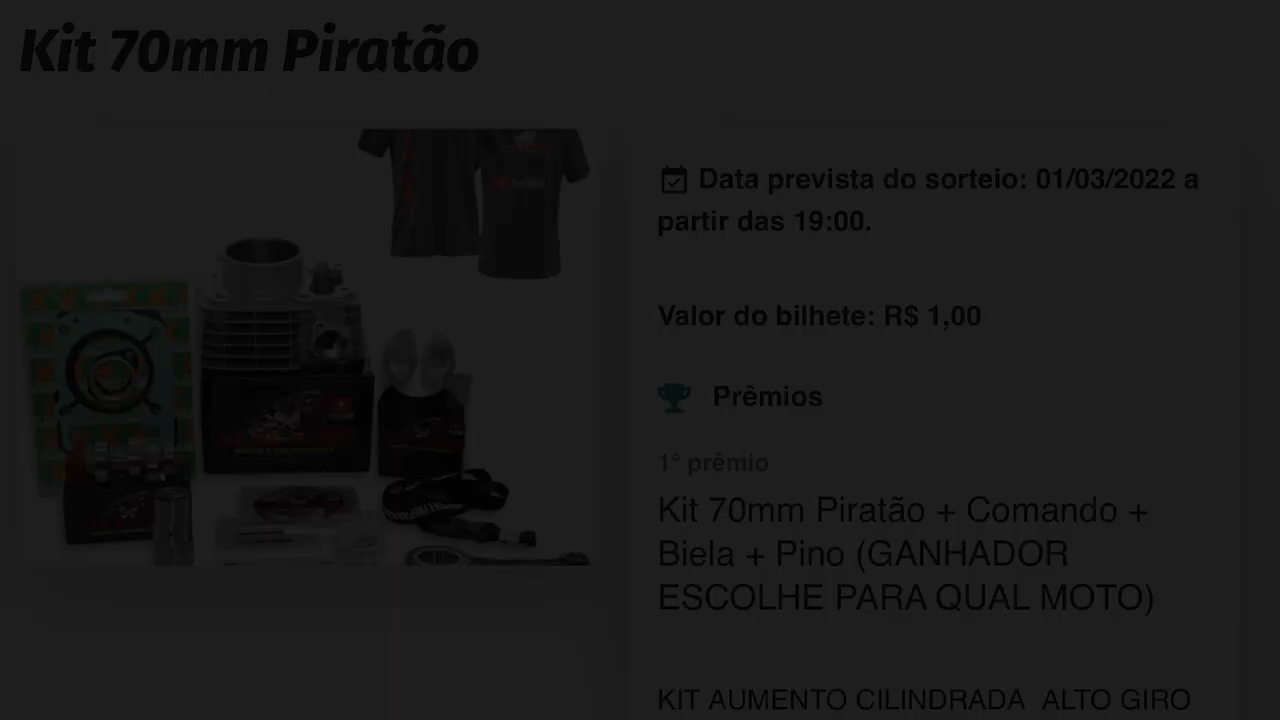 Kit 70mm Piratão
Data prevista do sorteio: 01/03/2022 a
partir das 19:00.
Valor do bilhete: R$ 1,00
Prêmios
1° prêmio
Kit 70mm Piratão + Comando +
Biela + Pino (GANHADOR
ESCOLHE PARA QUAL MOTO)
KIT AUMENTO CILINDRADA ALTO GIRO